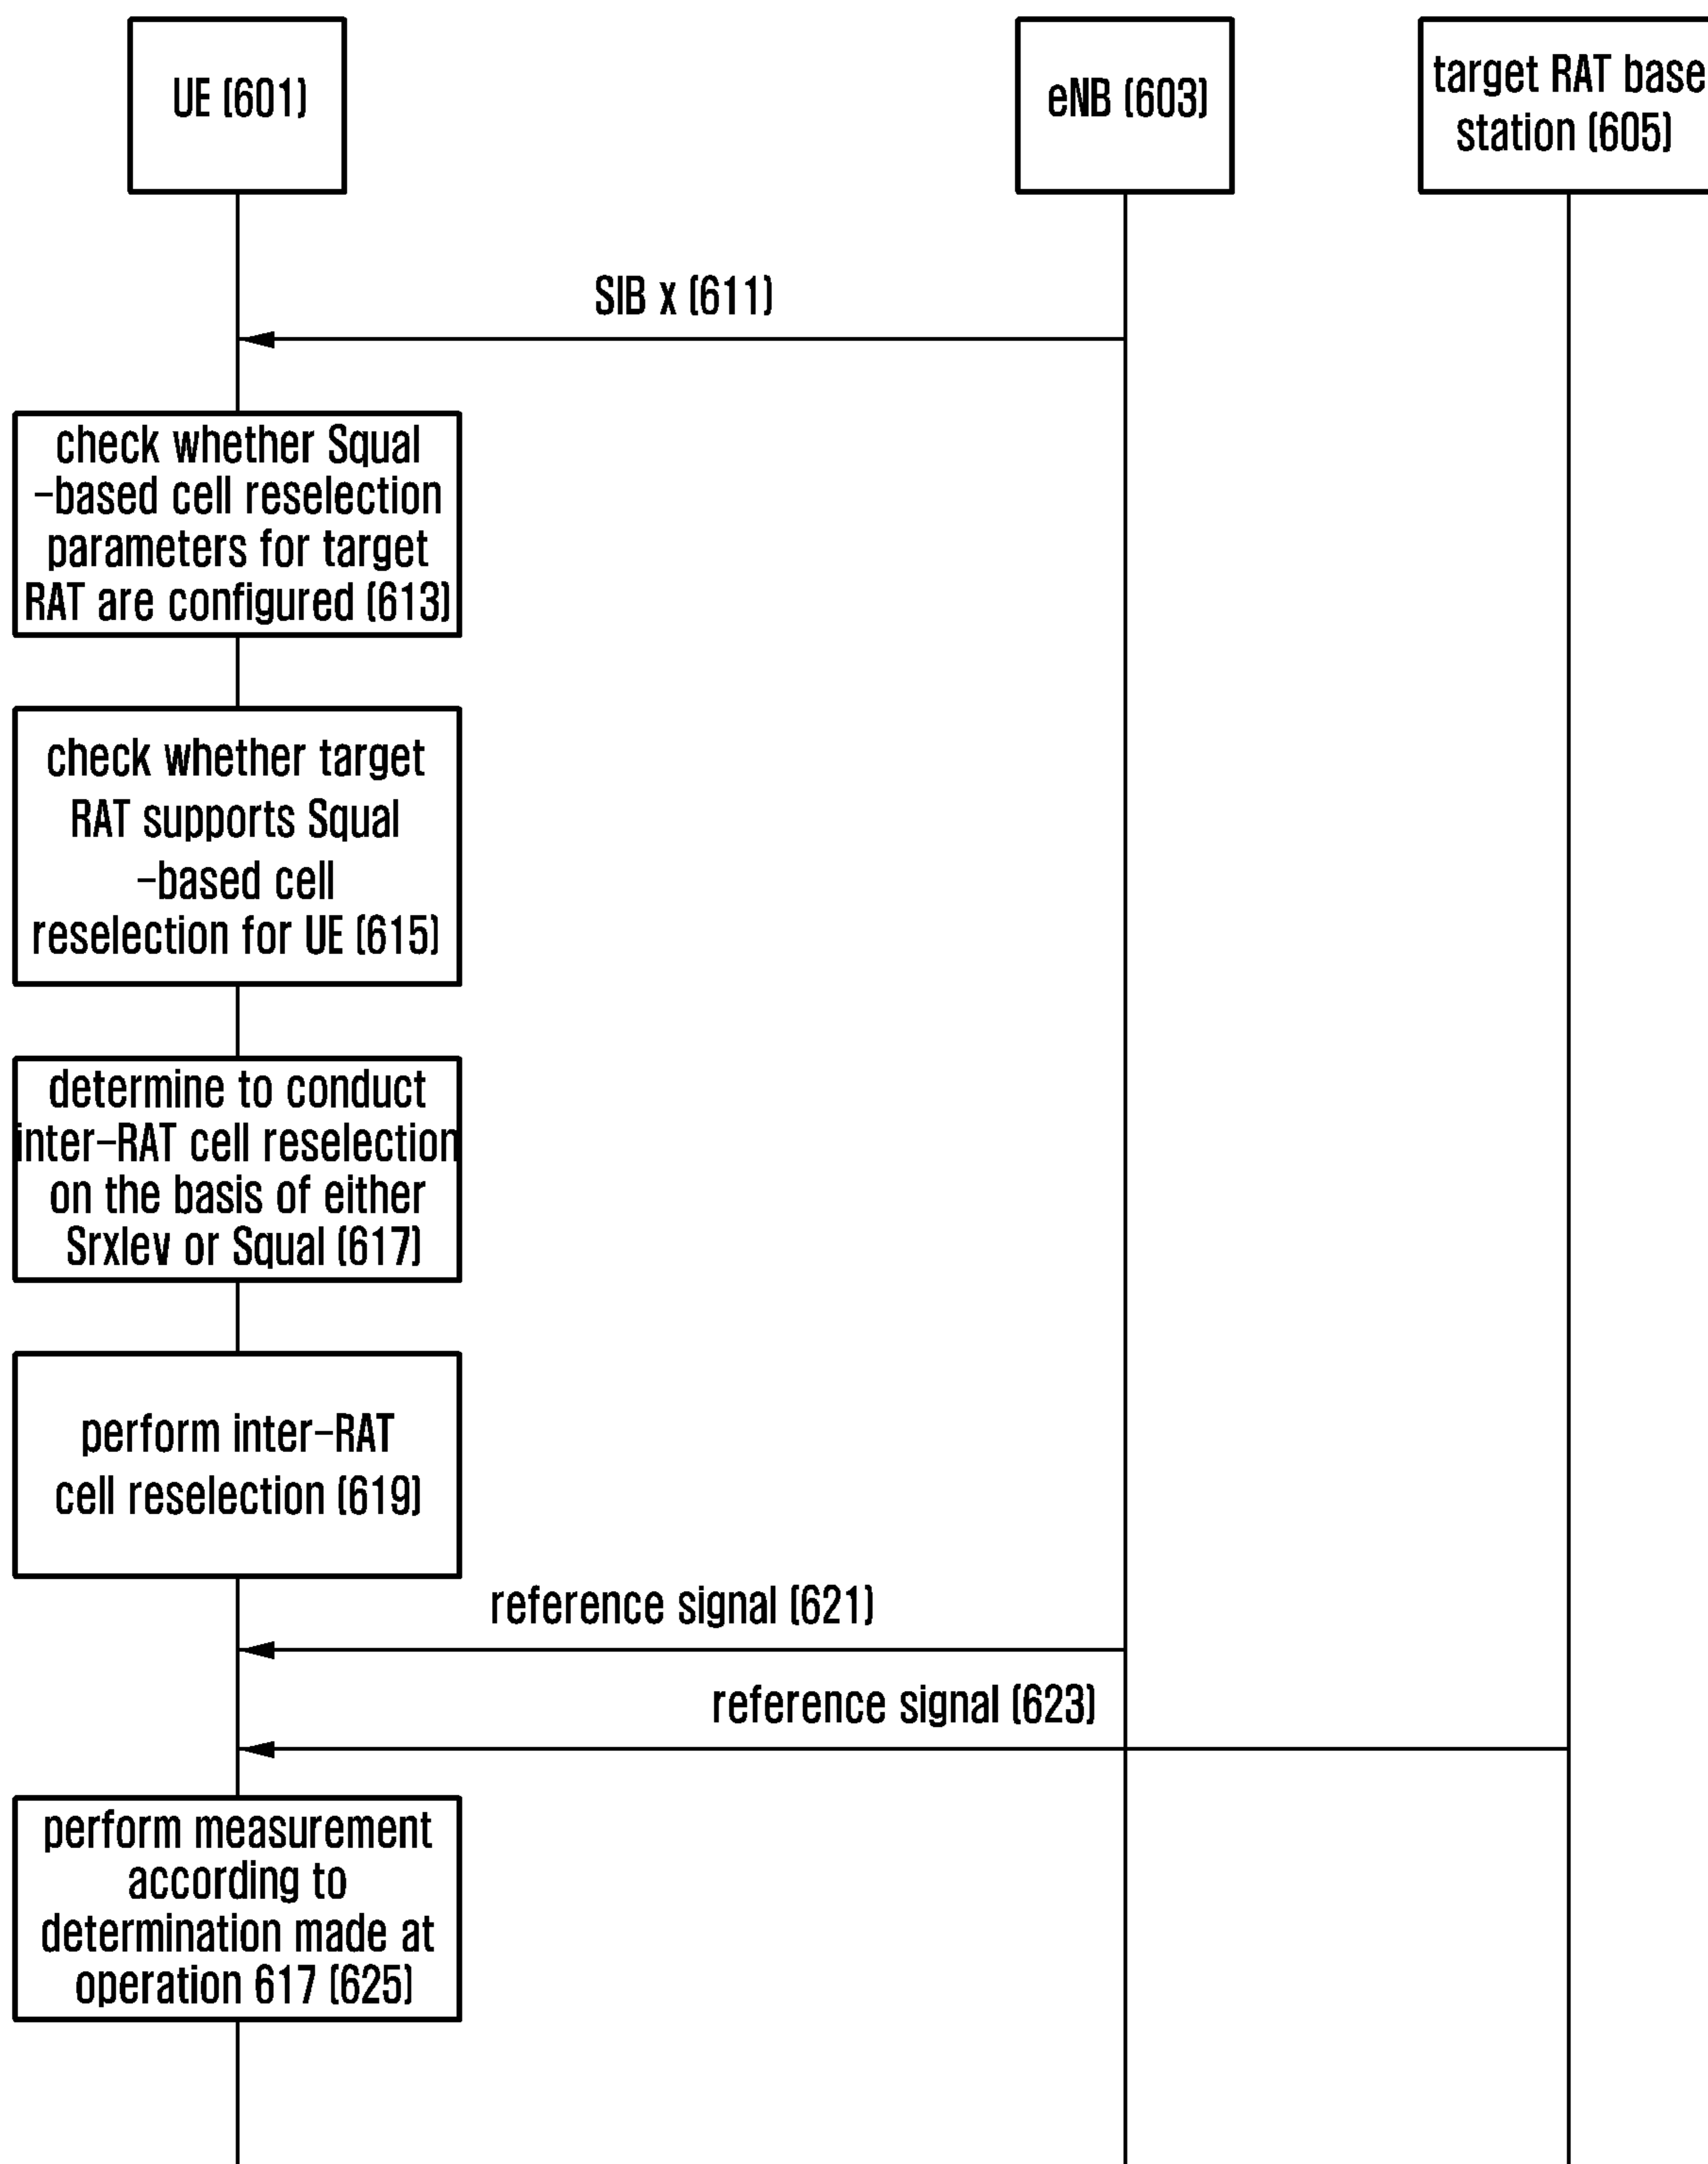 UE (601)
eNB (603)
target RAT base
station (605)
SIB x (611)
check whether Squal
-based cell reselection
parameters for target
RAT are configured (613)
check whether target
RAT supports Squal
-based cell
reselection for UE (615)
determine to conduct
inter-RAT cell reselection
on the basis of either
Srxlev or Squal (617)
perform inter-RAT
cell reselection (619)
reference signal (621)
reference signal (623)
perform measurement
according to
determination made at
operation 617 (625)